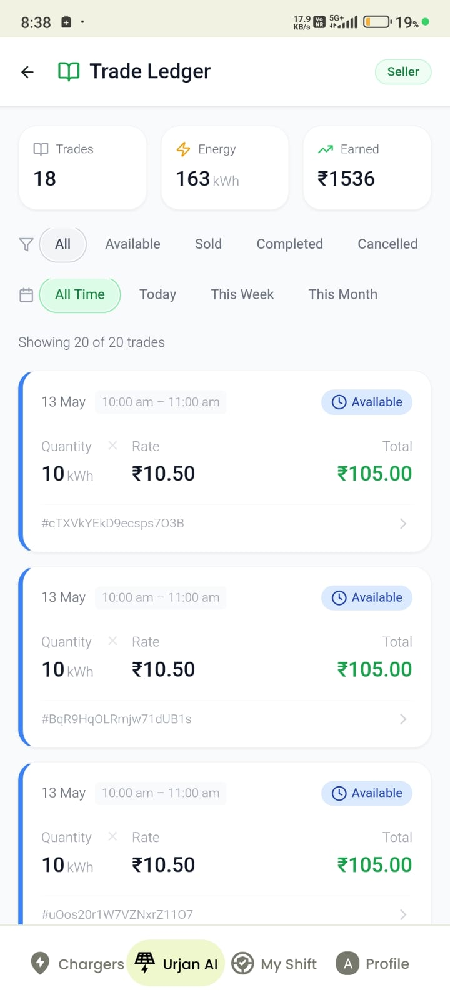 8:38 17.9 KB/s Vo NR 5G+ 19%
Trade Ledger Seller
Trades Energy Earned
18 163 kWh ₹1536
All Available Sold Completed Cancelled
All Time Today This Week This Month
Showing 20 of 20 trades
13 May 10:00 am – 11:00 am Available
Quantity × Rate Total
10 kWh ₹10.50 ₹105.00
#cTXVkYEkD9ecsps7O3B
13 May 10:00 am – 11:00 am Available
Quantity × Rate Total
10 kWh ₹10.50 ₹105.00
#BqR9HqOLRmjw71dUB1s
13 May 10:00 am – 11:00 am Available
Quantity × Rate Total
10 kWh ₹10.50 ₹105.00
#uOos20r1W7VZNxrZ11O7
Chargers Urjan AI My Shift A Profile